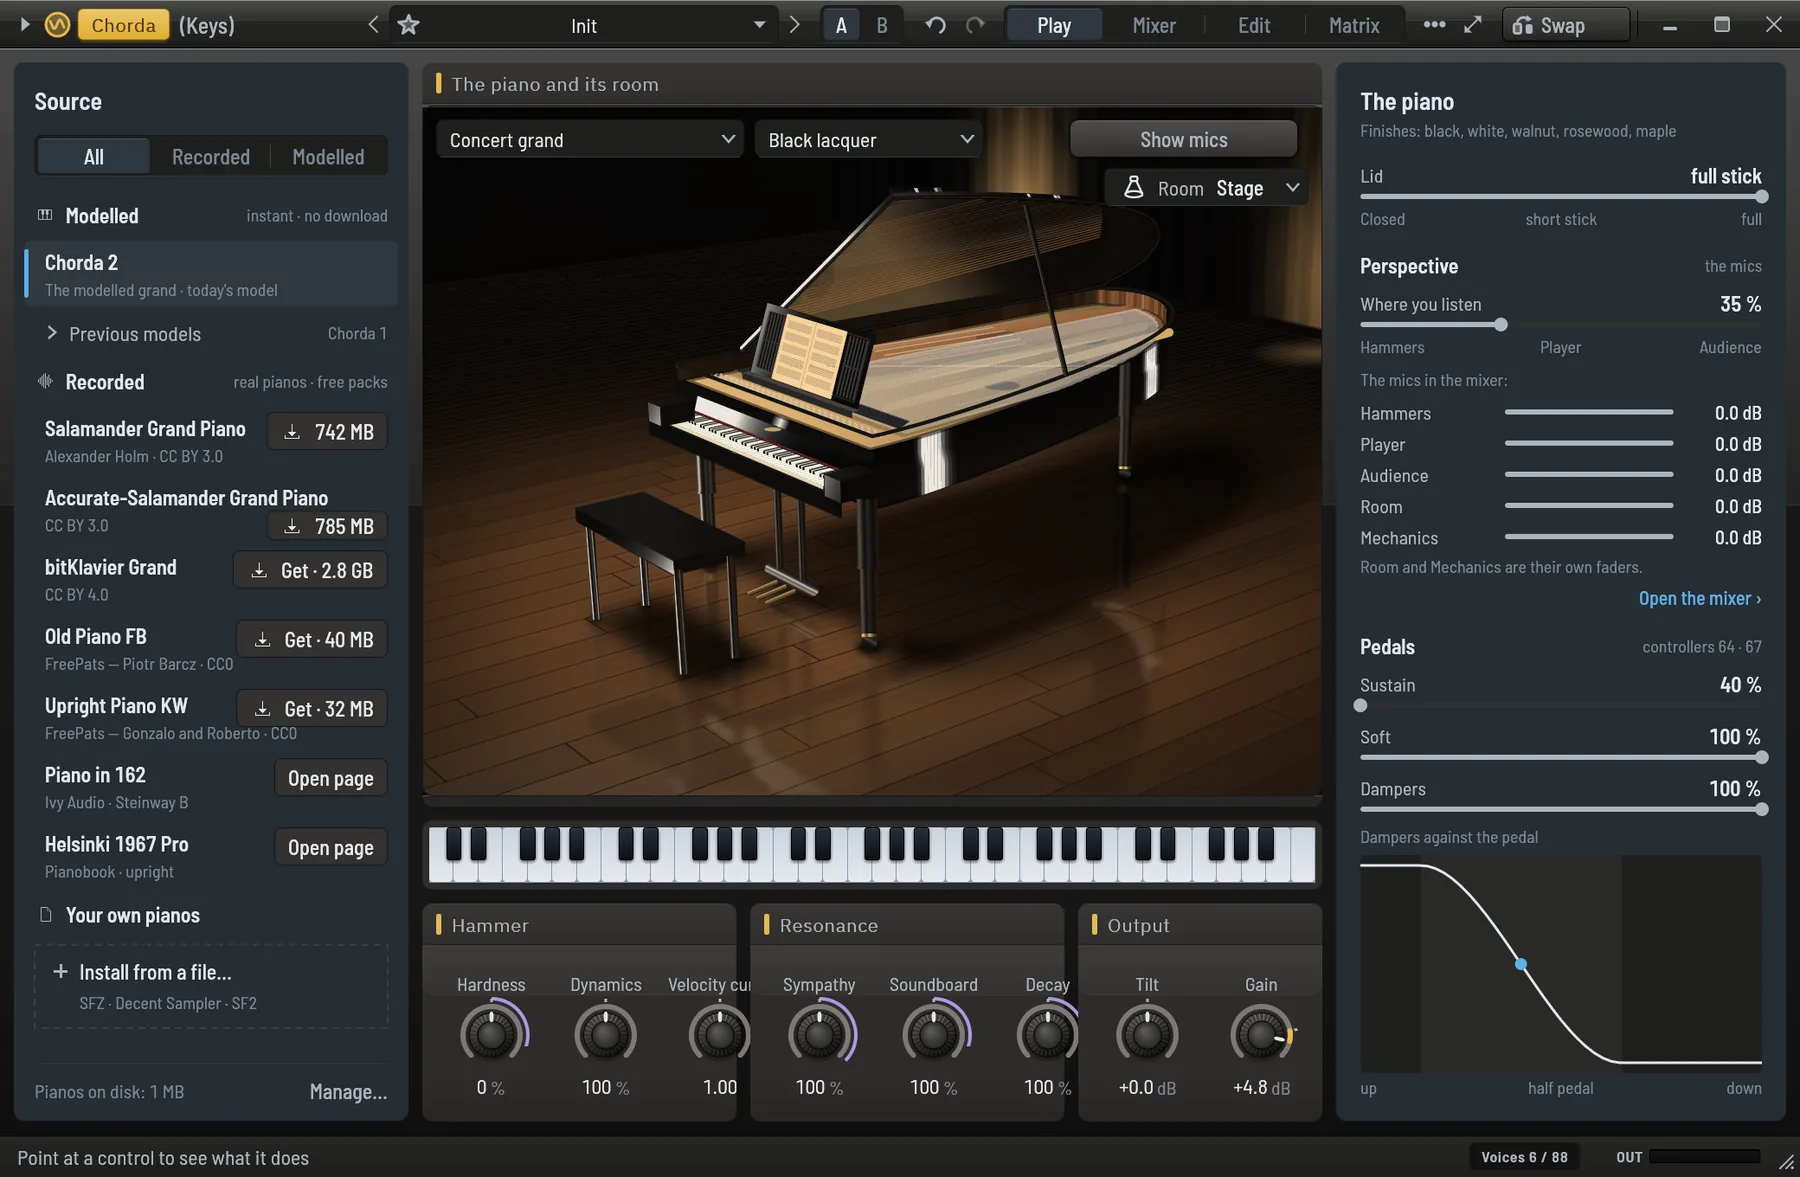 Chorda (Keys)
Init
A B
Play Mixer Edit Matrix
Swap
Source
All Recorded Modelled
Modelled instant · no download
Chorda 2
The modelled grand · today's model
Previous models Chorda 1
Recorded real pianos · free packs
Salamander Grand Piano 742 MB
Alexander Holm · CC BY 3.0
Accurate-Salamander Grand Piano
CC BY 3.0 785 MB
bitKlavier Grand Get · 2.8 GB
CC BY 4.0
Old Piano FB Get · 40 MB
FreePats — Piotr Barcz · CC0
Upright Piano KW Get · 32 MB
FreePats — Gonzalo and Roberto · CC0
Piano in 162 Open page
Ivy Audio · Steinway B
Helsinki 1967 Pro Open page
Pianobook · upright
Your own pianos
Install from a file...
SFZ · Decent Sampler · SF2
Pianos on disk: 1 MB Manage...
The piano and its room
Concert grand Black lacquer Show mics
Room Stage
Hammer
Hardness Dynamics Velocity cur
0 % 100 % 1.00
Resonance
Sympathy Soundboard Decay
100 % 100 % 100 %
Output
Tilt Gain
+0.0 dB +4.8 dB
The piano
Finishes: black, white, walnut, rosewood, maple
Lid full stick
Closed short stick full
Perspective the mics
Where you listen 35 %
Hammers Player Audience
The mics in the mixer:
Hammers 0.0 dB
Player 0.0 dB
Audience 0.0 dB
Room 0.0 dB
Mechanics 0.0 dB
Room and Mechanics are their own faders.
Open the mixer ›
Pedals controllers 64 · 67
Sustain 40 %
Soft 100 %
Dampers 100 %
Dampers against the pedal
up half pedal down
Point at a control to see what it does
Voices 6 / 88 OUT